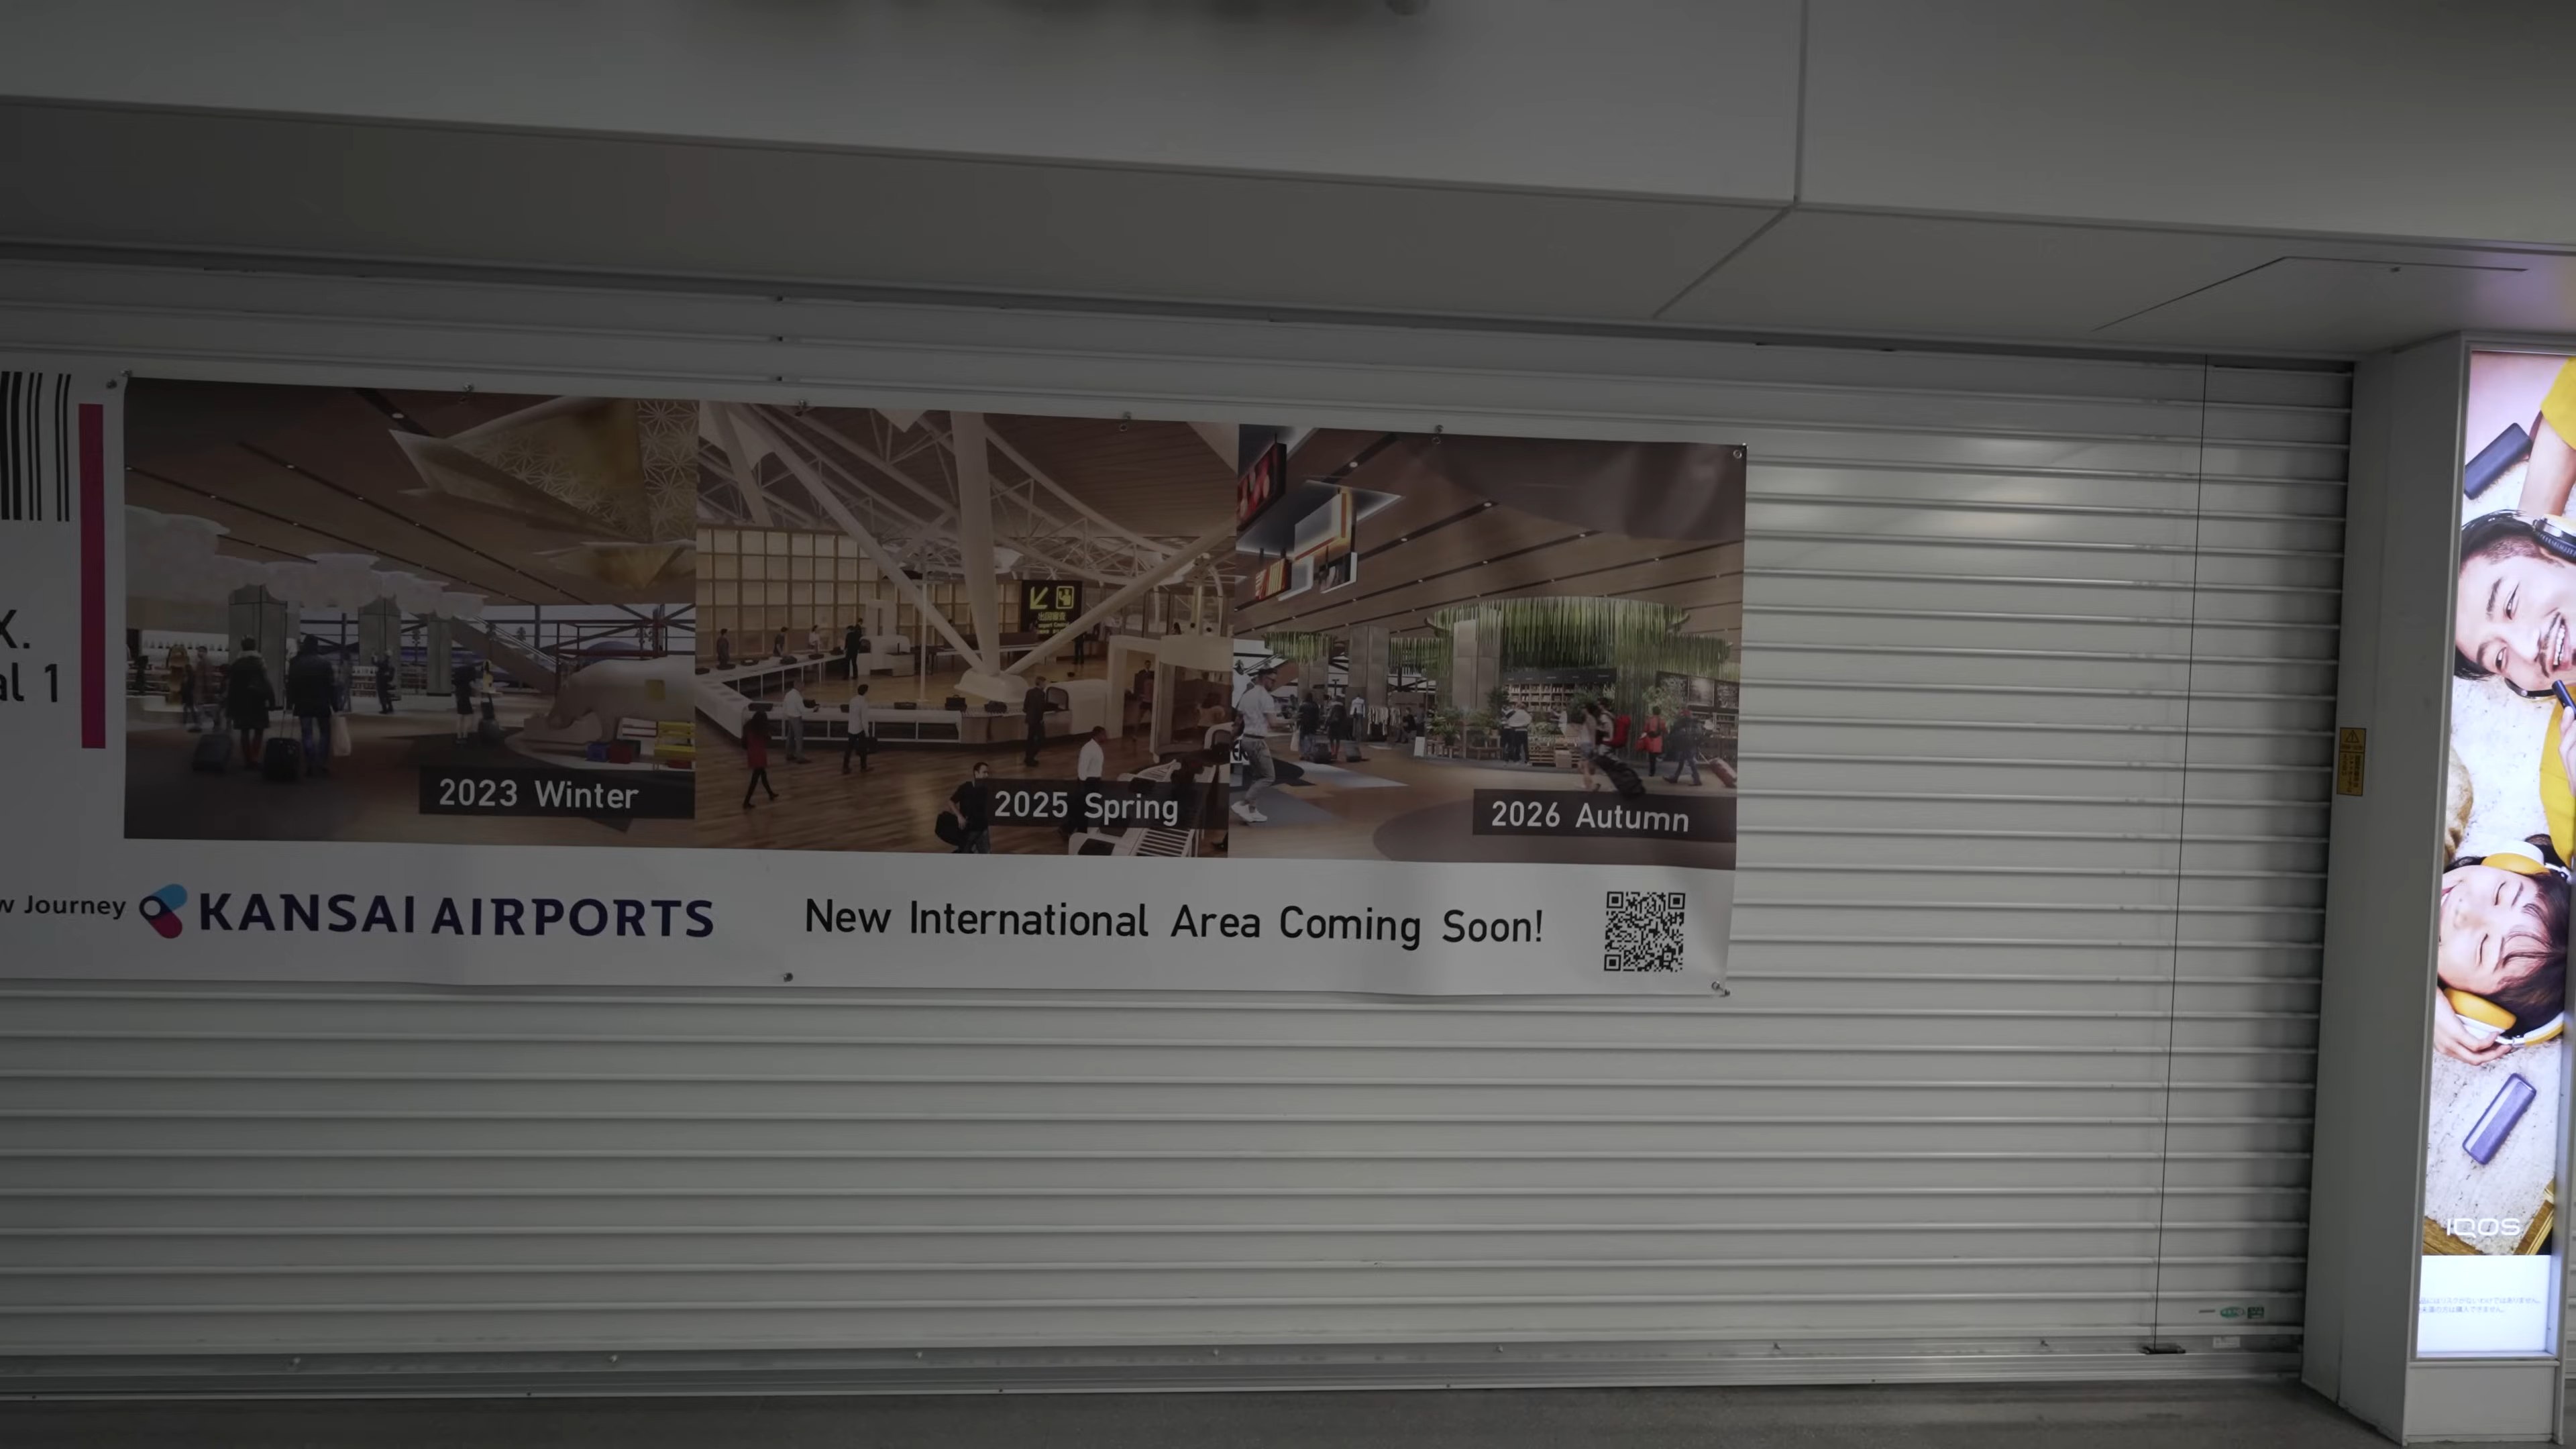 x.
al 1
2023 Winter
2025 Spring
2026 Autumn
w Journey
KANSAI AIRPORTS
New International Area Coming Soon!
IQOS